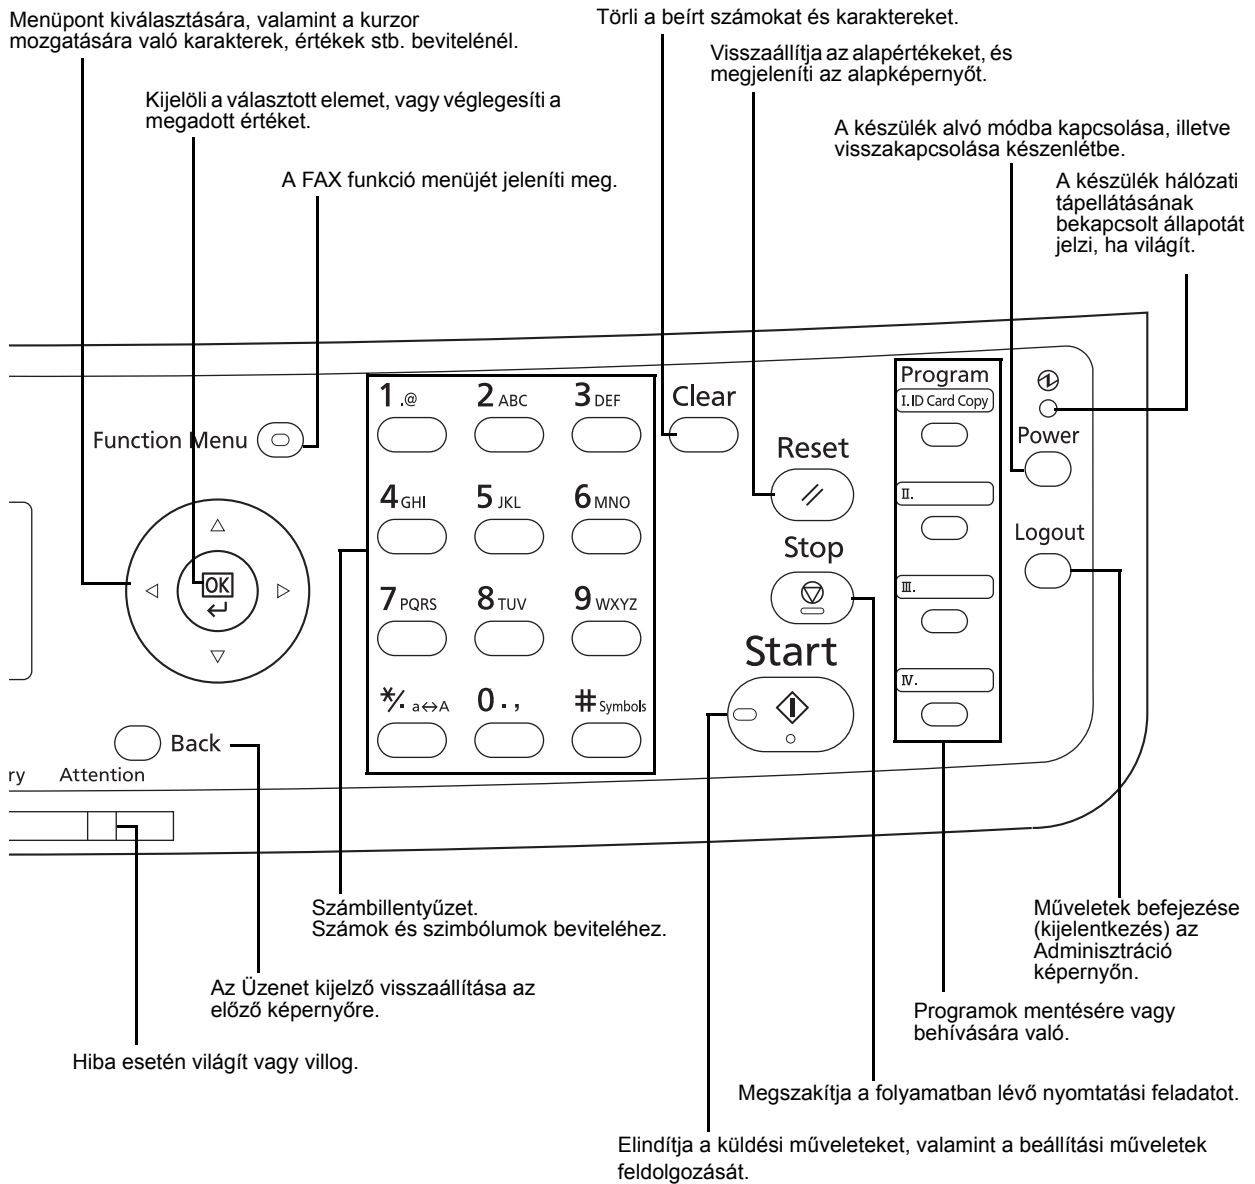 Menüpont kiválasztására, valamint a kurzor
mozgatására való karakterek, értékek stb. bevitelénél.
Törli a beírt számokat és karaktereket.
Visszaállítja az alapértékeket, és
megjeleníti az alapképernyőt.
Kijelöli a választott elemet, vagy véglegesíti a
megadott értéket.
A készülék alvó módba kapcsolása, illetve
visszakapcsolása készenlétbe.
A FAX funkció menüjét jeleníti meg.
A készülék hálózati
tápellátásának
bekapcsolt állapotát
jelzi, ha világít.
Function Menu
1 .@
2 ABC
3 DEF
4 GHI
5 JKL
6 MNO
7 PQRS
8 TUV
9 WXYZ
*/. a↔A
0 . ,
# Symbols
Clear
Reset
Stop
Start
Program
I. ID Card Copy
II.
III.
IV.
Power
Logout
OK
Back
ry
Attention
Számbillentyűzet.
Számok és szimbólumok beviteléhez.
Műveletek befejezése
(kijelentkezés) az
Adminisztráció
képernyőn.
Az Üzenet kijelző visszaállítása az
előző képernyőre.
Programok mentésére vagy
behívására való.
Hiba esetén világít vagy villog.
Megszakítja a folyamatban lévő nyomtatási feladatot.
Elindítja a küldési műveleteket, valamint a beállítási műveletek
feldolgozását.